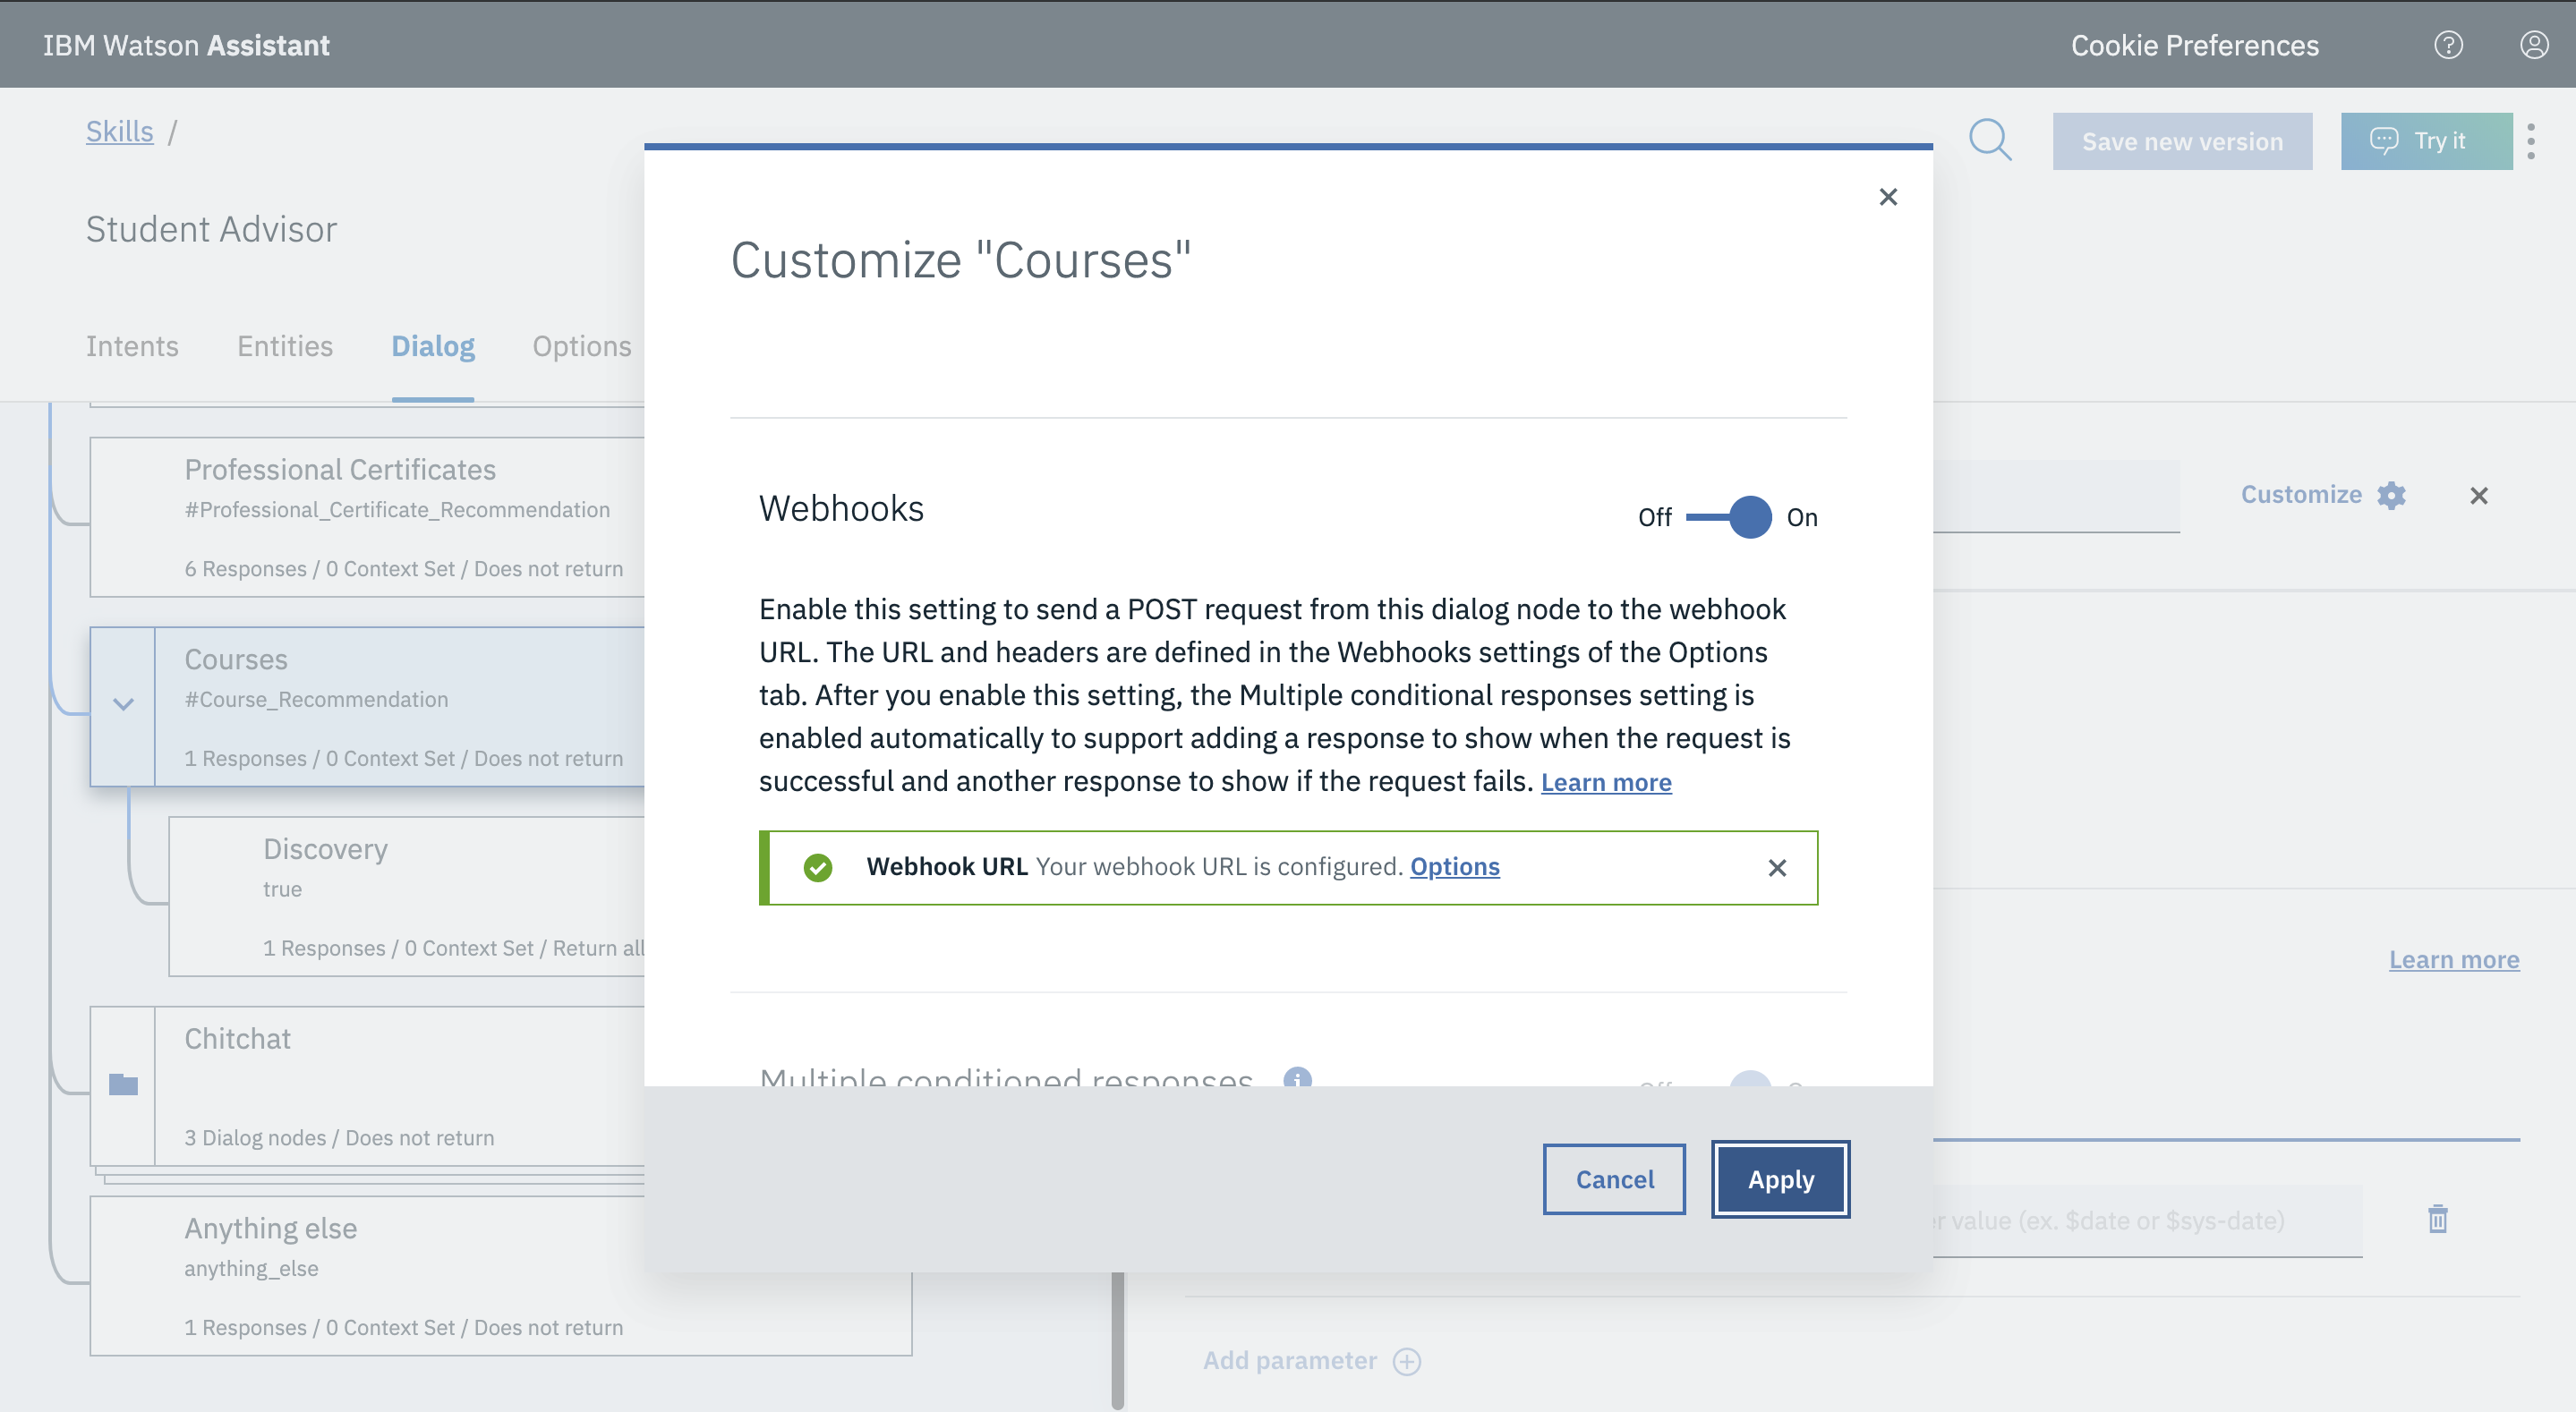 IBM Watson Assistant
Cookie Preferences
Skills /
Save new version
Try it
Student Advisor
Intents
Entities
Dialog
Options
Professional Certificates
#Professional_Certificate_Recommendation
6 Responses / 0 Context Set / Does not return
Courses
#Course_Recommendation
1 Responses / 0 Context Set / Does not return
Discovery
true
1 Responses / 0 Context Set / Return all
Chitchat
3 Dialog nodes / Does not return
Anything else
anything_else
1 Responses / 0 Context Set / Does not return
Customize "Courses"
Webhooks
Off
On
Enable this setting to send a POST request from this dialog node to the webhook
URL. The URL and headers are defined in the Webhooks settings of the Options
tab. After you enable this setting, the Multiple conditional responses setting is
enabled automatically to support adding a response to show when the request is
successful and another response to show if the request fails. Learn more
Webhook URL Your webhook URL is configured. Options
Multiple conditioned responses
Off
Cancel
Apply
Customize
Learn more
value (ex. $date or $sys-date)
Add parameter